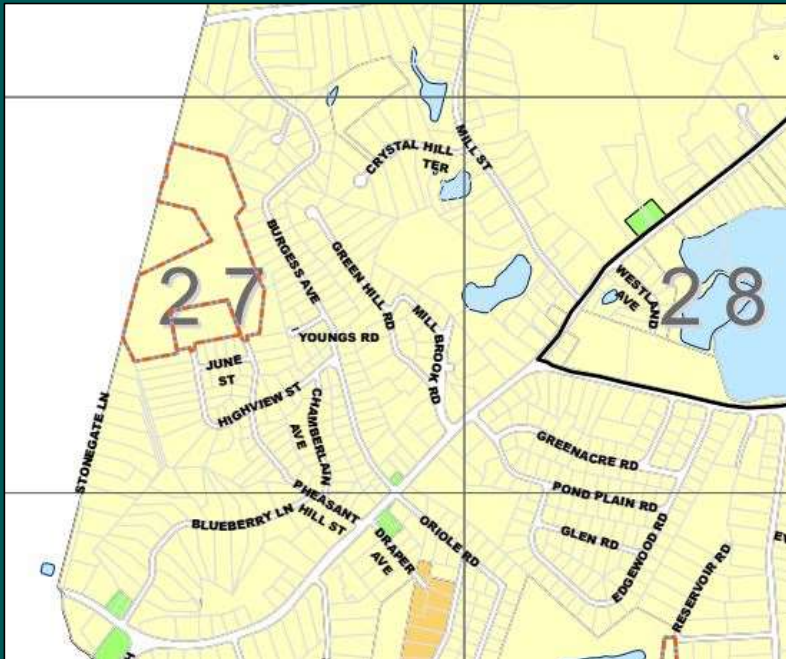 CRYSTAL HILL
TER
MILL ST
BURGESS AVE
GREEN HILL RD
MILL BROOK RD
WESTLAND
AVE
27
28
YOUNGS RD
JUNE
ST
HIGHVIEW ST
CHAMBERLAIN
AVE
STONEGATE LN
GREENACRE RD
POND PLAIN RD
PHEASANT
HILL ST
BLUEBERRY LN
ORIOLE RD
DRAPER
AVE
GLEN RD
EDGEWOOD RD
RESERVOIR RD